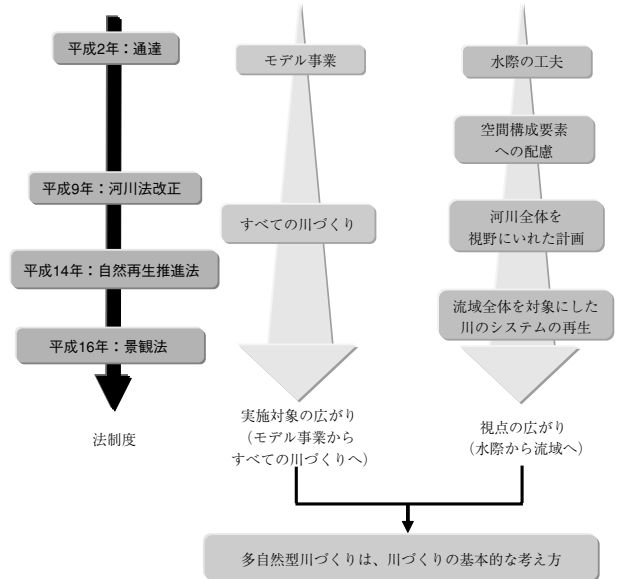 平成2年：通達
平成9年：河川法改正
平成14年：自然再生推進法
平成16年：景観法
法制度
モデル事業
すべての川づくり
実施対象の広がり
（モデル事業から
すべての川づくりへ）
水際の工夫
空間構成要素
への配慮
河川全体を
視野にいれた計画
流域全体を対象にした
川のシステムの再生
視点の広がり
（水際から流域へ）
多自然型川づくりは、川づくりの基本的な考え方